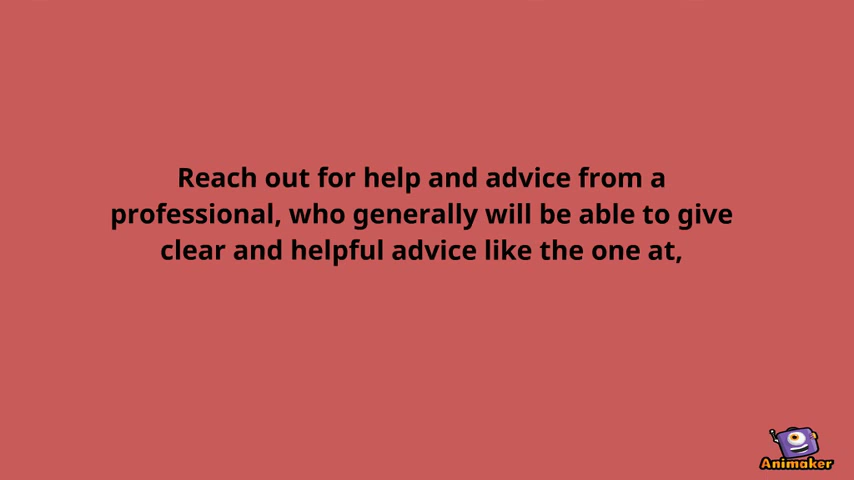 Reach out for help and advice from a
professional, who generally will be able to give
clear and helpful advice like the one at,
Animaker